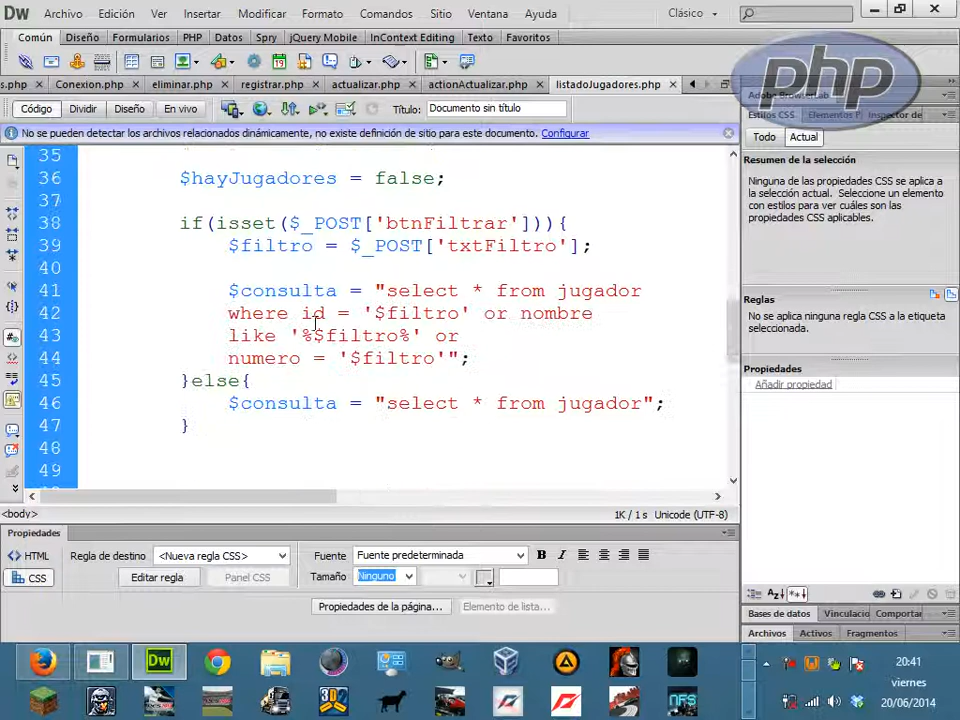 Dw Archivo Edición Ver Insertar Modificar Formato Comandos Sitio Ventana Ayuda Clásico
Común Diseño Formularios PHP Datos Spry jQuery Mobile InContext Editing Texto Favoritos
s.php Conexion.php eliminar.php registrar.php actualizar.php actionActualizar.php listadoJugadores.php
php
Adobe BrowserLab
Código Dividir Diseño En vivo Título: Documento sin título
Estilos CSS Elementos P Inspector de
No se pueden detectar los archivos relacionados dinámicamente, no existe definición de sitio para este documento. Configurar
Todo Actual
Resumen de la selección
Ninguna de las propiedades CSS se aplica a
la selección actual. Seleccione un elemento
con estilos para ver cuáles son las
propiedades CSS aplicables.
Reglas
No se aplica ninguna regla a la etiqueta
Propiedades
Añadir propiedad
35
36 $hayJugadores = false;
37
38 if(isset($_POST['btnFiltrar'])){
39 $filtro = $_POST['txtFiltro'];
40
41 $consulta = "select * from jugador
42 where id = '$filtro' or nombre
43 like '%$filtro%' or
44 numero = '$filtro'";
45 }else{
46 $consulta = "select * from jugador";
47 }
48
49
<body> 1K / 1 s Unicode (UTF-8)
Propiedades
HTML Regla de destino <Nueva regla CSS> Fuente Fuente predeterminada B I
CSS Editar regla Panel CSS Tamaño Ninguno
Propiedades de la página... Elemento de lista...
Bases de datos Vinculacio Comportar
Archivos Activos Fragmentos
Dw
20:41
viernes
20/06/2014